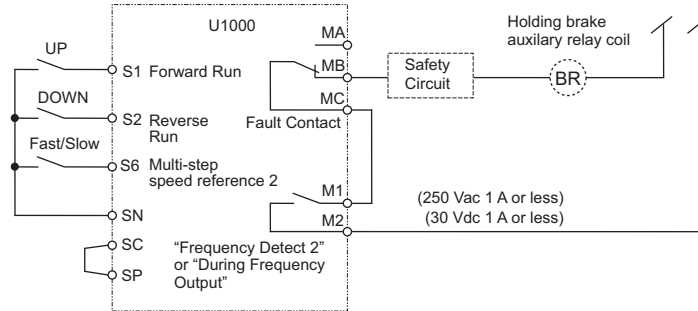 U1000
UP
S1 Forward Run
DOWN
S2 Reverse
Run
Fast/Slow
S6 Multi-step
speed reference 2
SN
SC
SP
"Frequency Detect 2"
or "During Frequency
Output"
MA
MB
MC
Fault Contact
M1
M2
Safety
Circuit
Holding brake
auxilary relay coil
BR
(250 Vac 1 A or less)
(30 Vdc 1 A or less)